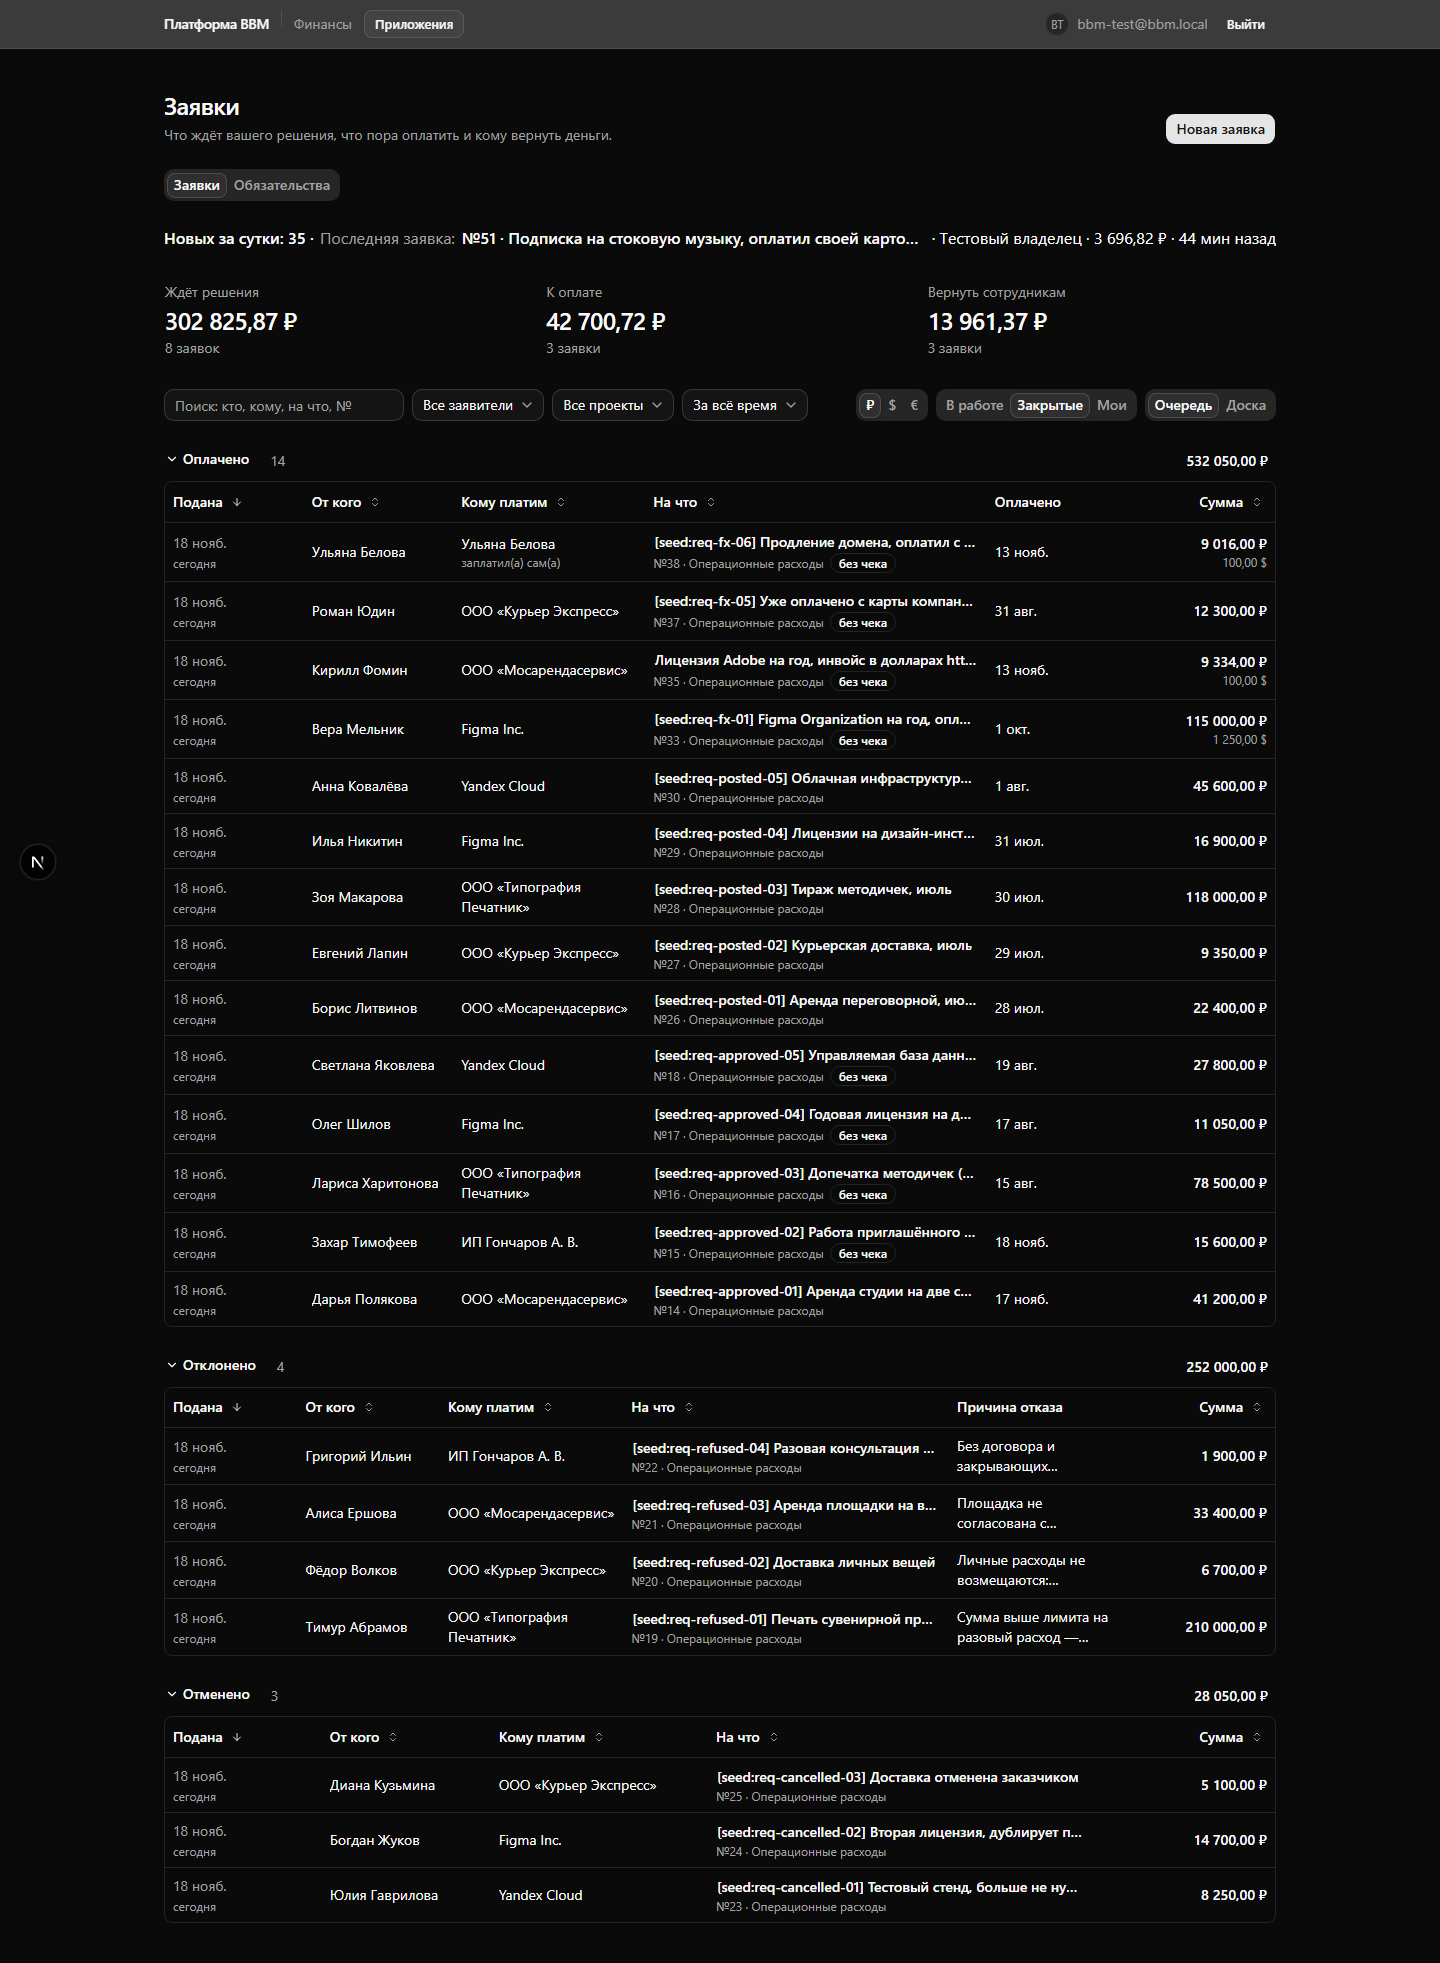 Платформа BBM Финансы Приложения BT bbm-test@bbm.local Выйти
Заявки
Что ждёт вашего решения, что пора оплатить и кому вернуть деньги.
Новая заявка
Заявки Обязательства
Новых за сутки: 35 · Последняя заявка: №51 · Подписка на стоковую музыку, оплатил своей карто... · Тестовый владелец · 3 696,82 ₽ · 44 мин назад
Ждёт решения К оплате Вернуть сотрудникам
302 825,87 ₽ 42 700,72 ₽ 13 961,37 ₽
8 заявок 3 заявки 3 заявки
Поиск: кто, кому, на что, № Все заявители Все проекты За всё время ₽ $ € В работе Закрытые Мои Очередь Доска
Оплачено 14 532 050,00 ₽
Подана От кого Кому платим На что Оплачено Сумма
18 нояб. сегодня Ульяна Белова Ульяна Белова заплатил(а) сам(а) [seed:req-fx-06] Продление домена, оплатил с ... №38 · Операционные расходы без чека 13 нояб. 9 016,00 ₽ 100,00 $
18 нояб. сегодня Роман Юдин ООО «Курьер Экспресс» [seed:req-fx-05] Уже оплачено с карты компан... №37 · Операционные расходы без чека 31 авг. 12 300,00 ₽
18 нояб. сегодня Кирилл Фомин ООО «Мосарендасервис» Лицензия Adobe на год, инвойс в долларах htt... №35 · Операционные расходы без чека 13 нояб. 9 334,00 ₽ 100,00 $
18 нояб. сегодня Вера Мельник Figma Inc. [seed:req-fx-01] Figma Organization на год, опл... №33 · Операционные расходы без чека 1 окт. 115 000,00 ₽ 1 250,00 $
18 нояб. сегодня Анна Ковалёва Yandex Cloud [seed:req-posted-05] Облачная инфраструктур... №30 · Операционные расходы 1 авг. 45 600,00 ₽
18 нояб. сегодня Илья Никитин Figma Inc. [seed:req-posted-04] Лицензии на дизайн-инст... №29 · Операционные расходы 31 июл. 16 900,00 ₽
18 нояб. сегодня Зоя Макарова ООО «Типография Печатник» [seed:req-posted-03] Тираж методичек, июль №28 · Операционные расходы 30 июл. 118 000,00 ₽
18 нояб. сегодня Евгений Лапин ООО «Курьер Экспресс» [seed:req-posted-02] Курьерская доставка, июль №27 · Операционные расходы 29 июл. 9 350,00 ₽
18 нояб. сегодня Борис Литвинов ООО «Мосарендасервис» [seed:req-posted-01] Аренда переговорной, ию... №26 · Операционные расходы 28 июл. 22 400,00 ₽
18 нояб. сегодня Светлана Яковлева Yandex Cloud [seed:req-approved-05] Управляемая база данн... №18 · Операционные расходы без чека 19 авг. 27 800,00 ₽
18 нояб. сегодня Олег Шилов Figma Inc. [seed:req-approved-04] Годовая лицензия на д... №17 · Операционные расходы без чека 17 авг. 11 050,00 ₽
18 нояб. сегодня Лариса Харитонова ООО «Типография Печатник» [seed:req-approved-03] Допечатка методичек (... №16 · Операционные расходы без чека 15 авг. 78 500,00 ₽
18 нояб. сегодня Захар Тимофеев ИП Гончаров А. В. [seed:req-approved-02] Работа приглашённого ... №15 · Операционные расходы без чека 18 нояб. 15 600,00 ₽
18 нояб. сегодня Дарья Полякова ООО «Мосарендасервис» [seed:req-approved-01] Аренда студии на две с... №14 · Операционные расходы 17 нояб. 41 200,00 ₽
Отклонено 4 252 000,00 ₽
Подана От кого Кому платим На что Причина отказа Сумма
18 нояб. сегодня Григорий Ильин ИП Гончаров А. В. [seed:req-refused-04] Разовая консультация ... №22 · Операционные расходы Без договора и закрывающих... 1 900,00 ₽
18 нояб. сегодня Алиса Ершова ООО «Мосарендасервис» [seed:req-refused-03] Аренда площадки на в... №21 · Операционные расходы Площадка не согласована с... 33 400,00 ₽
18 нояб. сегодня Фёдор Волков ООО «Курьер Экспресс» [seed:req-refused-02] Доставка личных вещей №20 · Операционные расходы Личные расходы не возмещаются:... 6 700,00 ₽
18 нояб. сегодня Тимур Абрамов ООО «Типография Печатник» [seed:req-refused-01] Печать сувенирной пр... №19 · Операционные расходы Сумма выше лимита на разовый расход —... 210 000,00 ₽
Отменено 3 28 050,00 ₽
Подана От кого Кому платим На что Сумма
18 нояб. сегодня Диана Кузьмина ООО «Курьер Экспресс» [seed:req-cancelled-03] Доставка отменена заказчиком №25 · Операционные расходы 5 100,00 ₽
18 нояб. сегодня Богдан Жуков Figma Inc. [seed:req-cancelled-02] Вторая лицензия, дублирует п... №24 · Операционные расходы 14 700,00 ₽
18 нояб. сегодня Юлия Гаврилова Yandex Cloud [seed:req-cancelled-01] Тестовый стенд, больше не ну... №23 · Операционные расходы 8 250,00 ₽